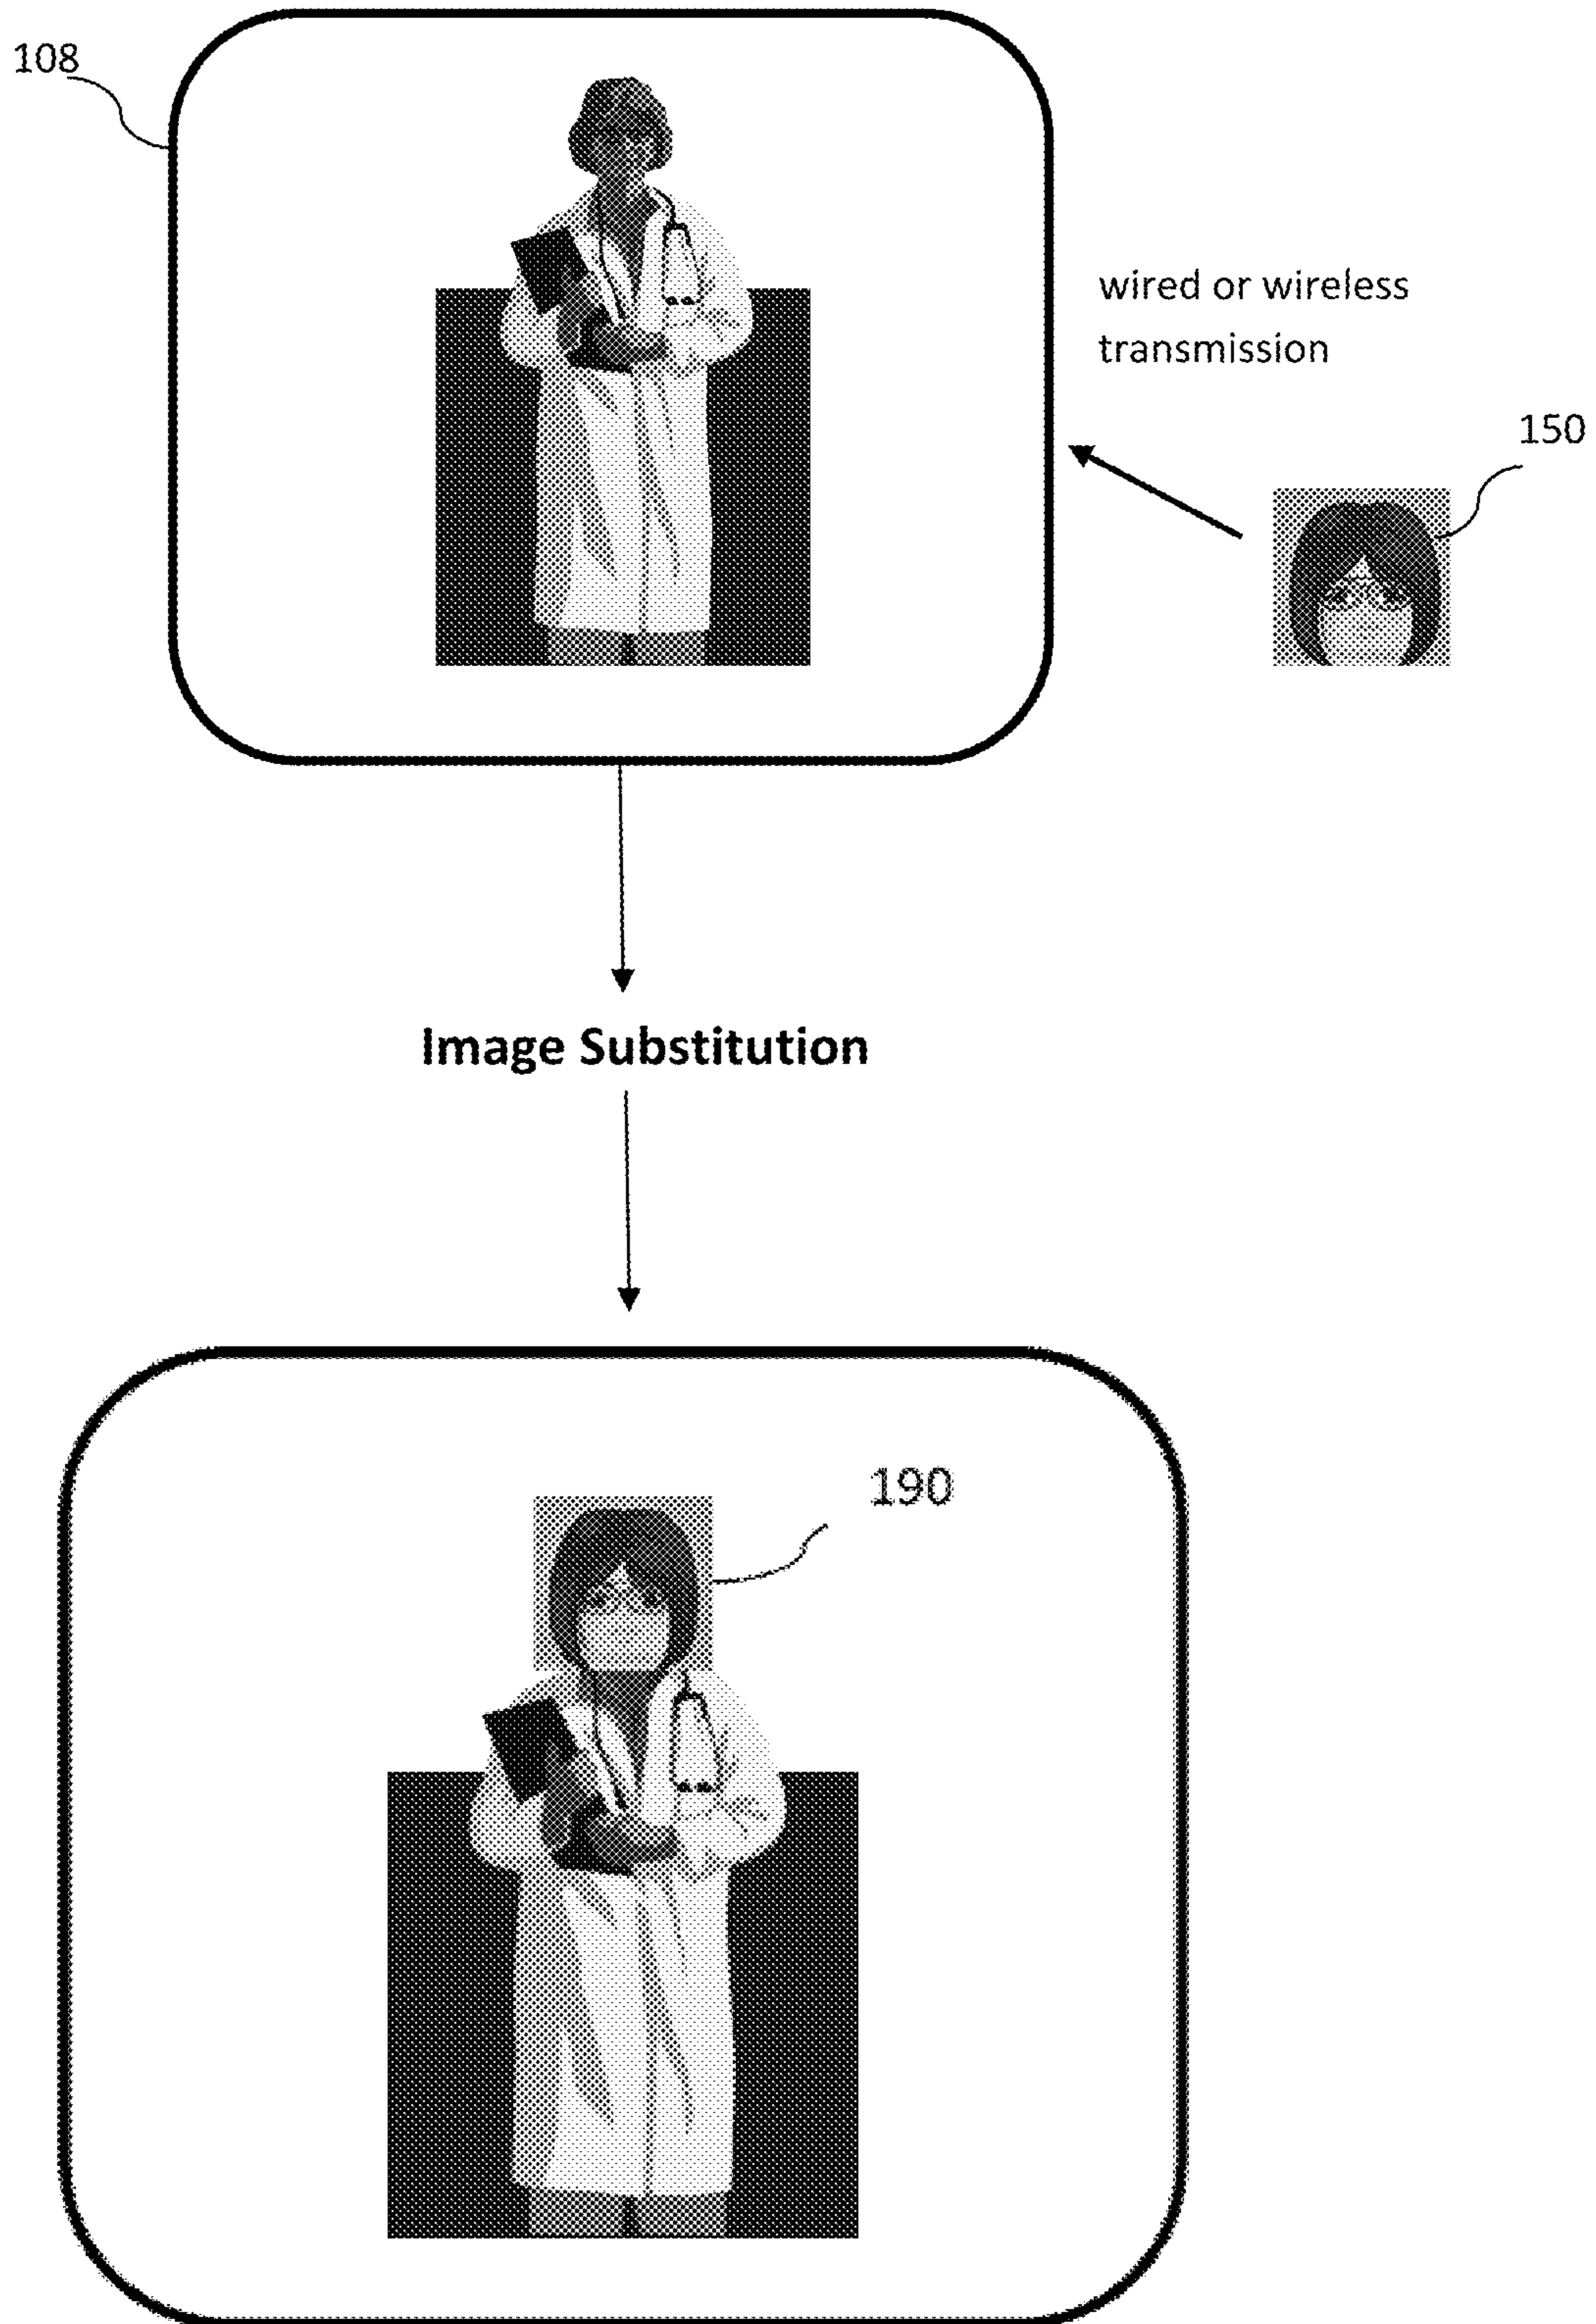 108
wired or wireless
transmission
150
Image Substitution
190